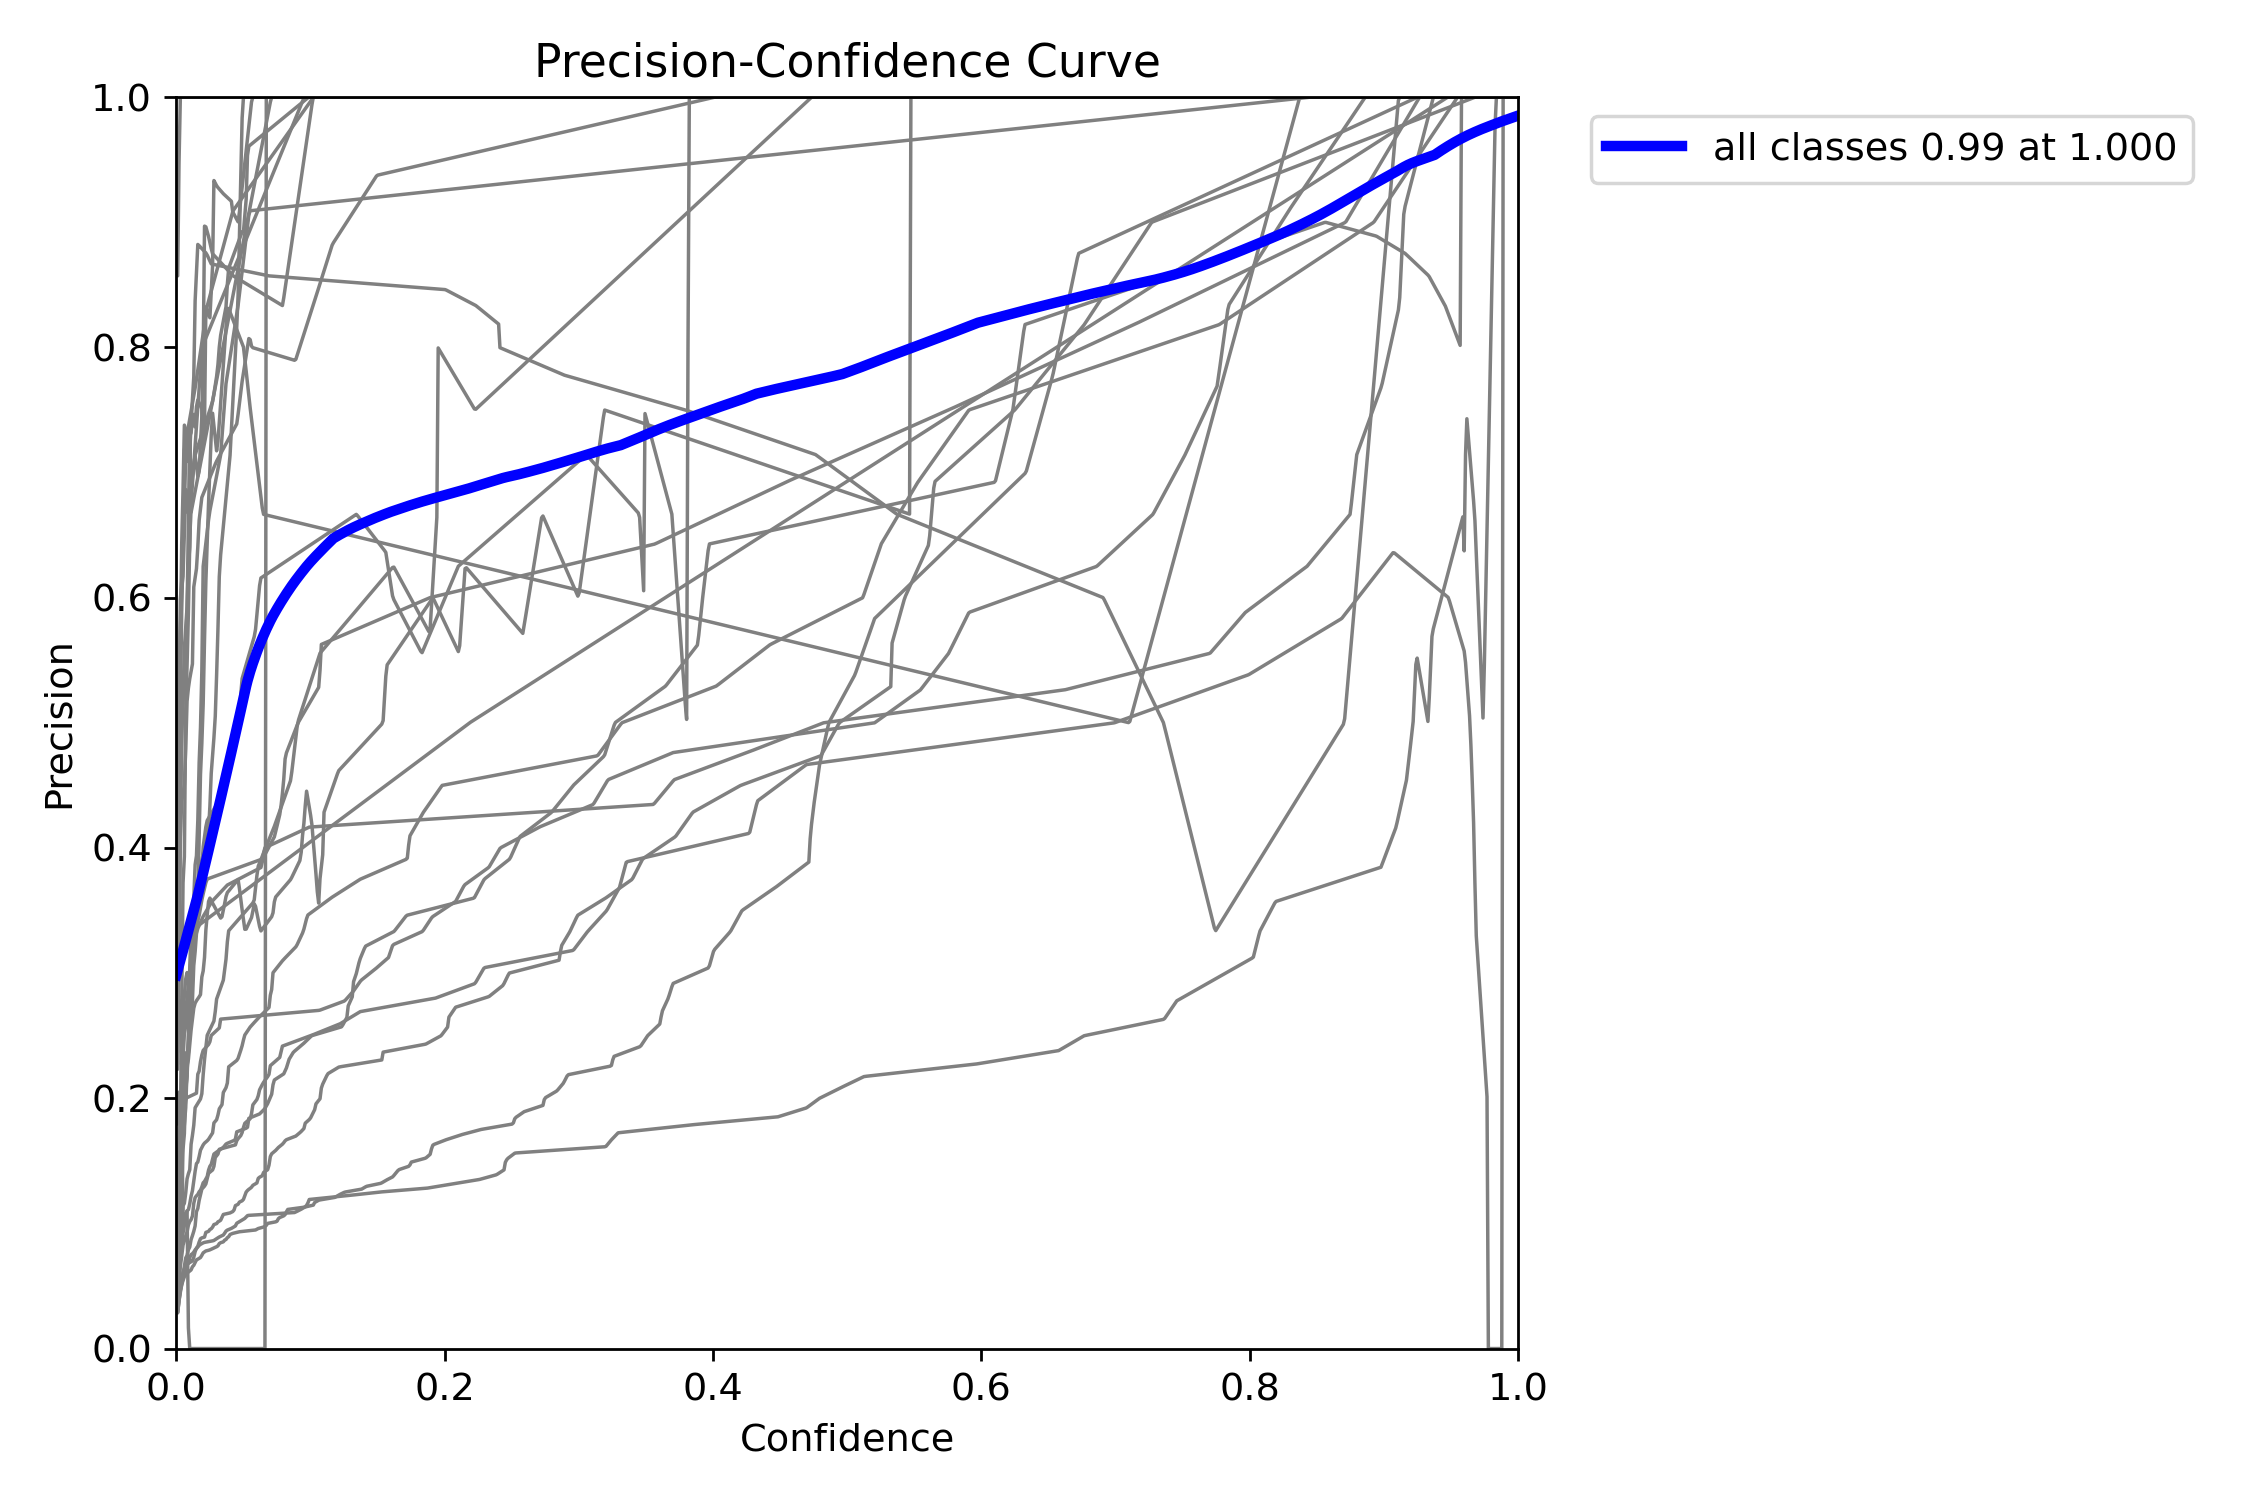 Precision-Confidence Curve
1.0
0.8
0.6
0.4
0.2
0.0
Precision
0.0 0.2 0.4 0.6 0.8 1.0
Confidence
all classes 0.99 at 1.000